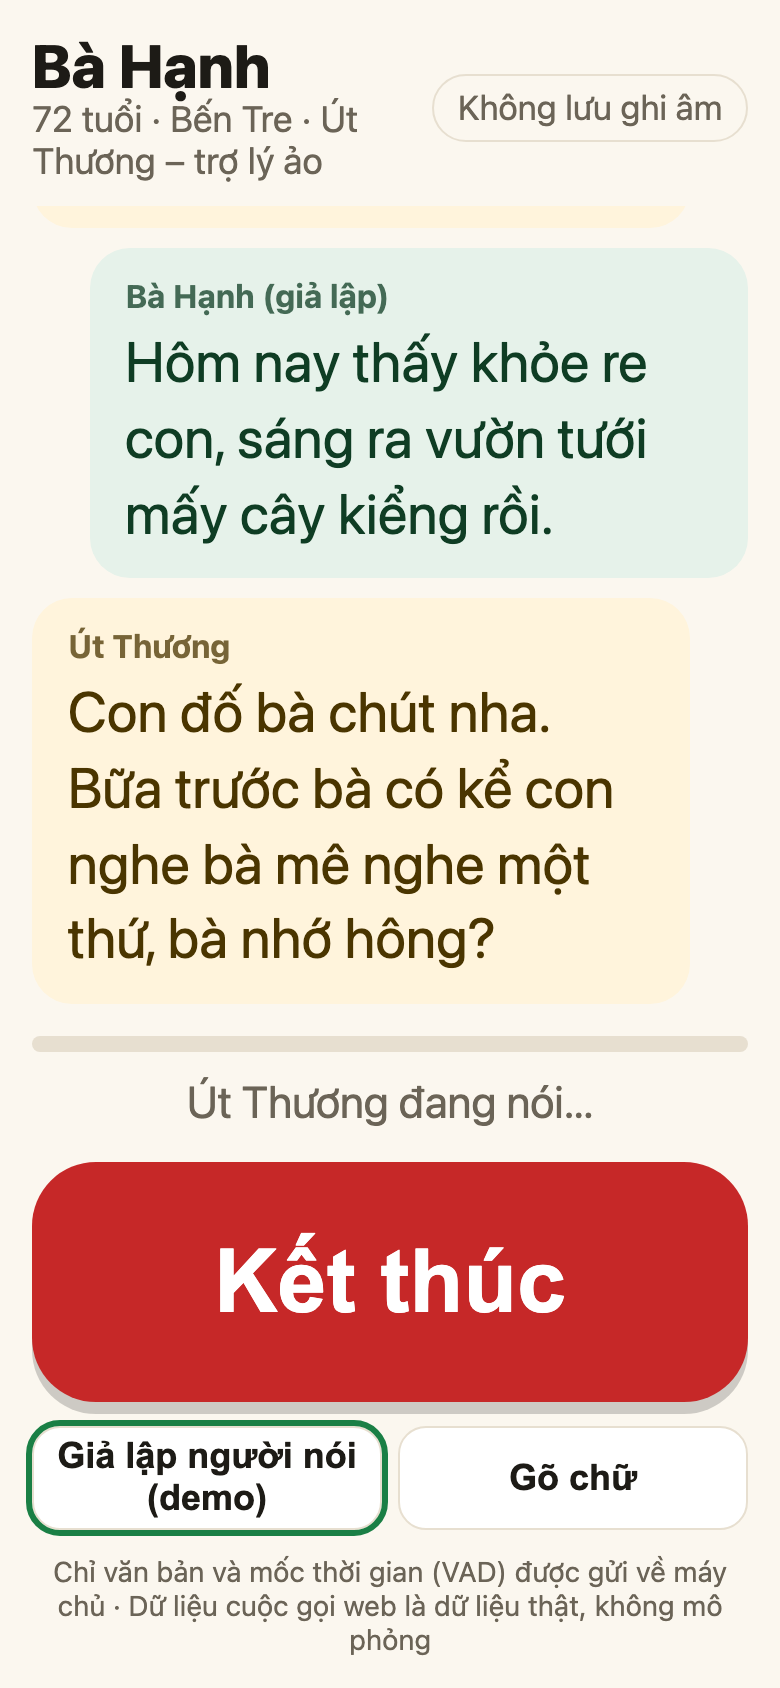 Bà Hạnh
72 tuổi · Bến Tre · Út
Thương – trợ lý ảo
Không lưu ghi âm
Bà Hạnh (giả lập)
Hôm nay thấy khỏe re
con, sáng ra vườn tưới
mấy cây kiểng rồi.
Út Thương
Con đố bà chút nha.
Bữa trước bà có kể con
nghe bà mê nghe một
thứ, bà nhớ hông?
Út Thương đang nói...
Kết thúc
Giả lập người nói
(demo)
Gõ chữ
Chỉ văn bản và mốc thời gian (VAD) được gửi về máy
chủ · Dữ liệu cuộc gọi web là dữ liệu thật, không mô
phỏng